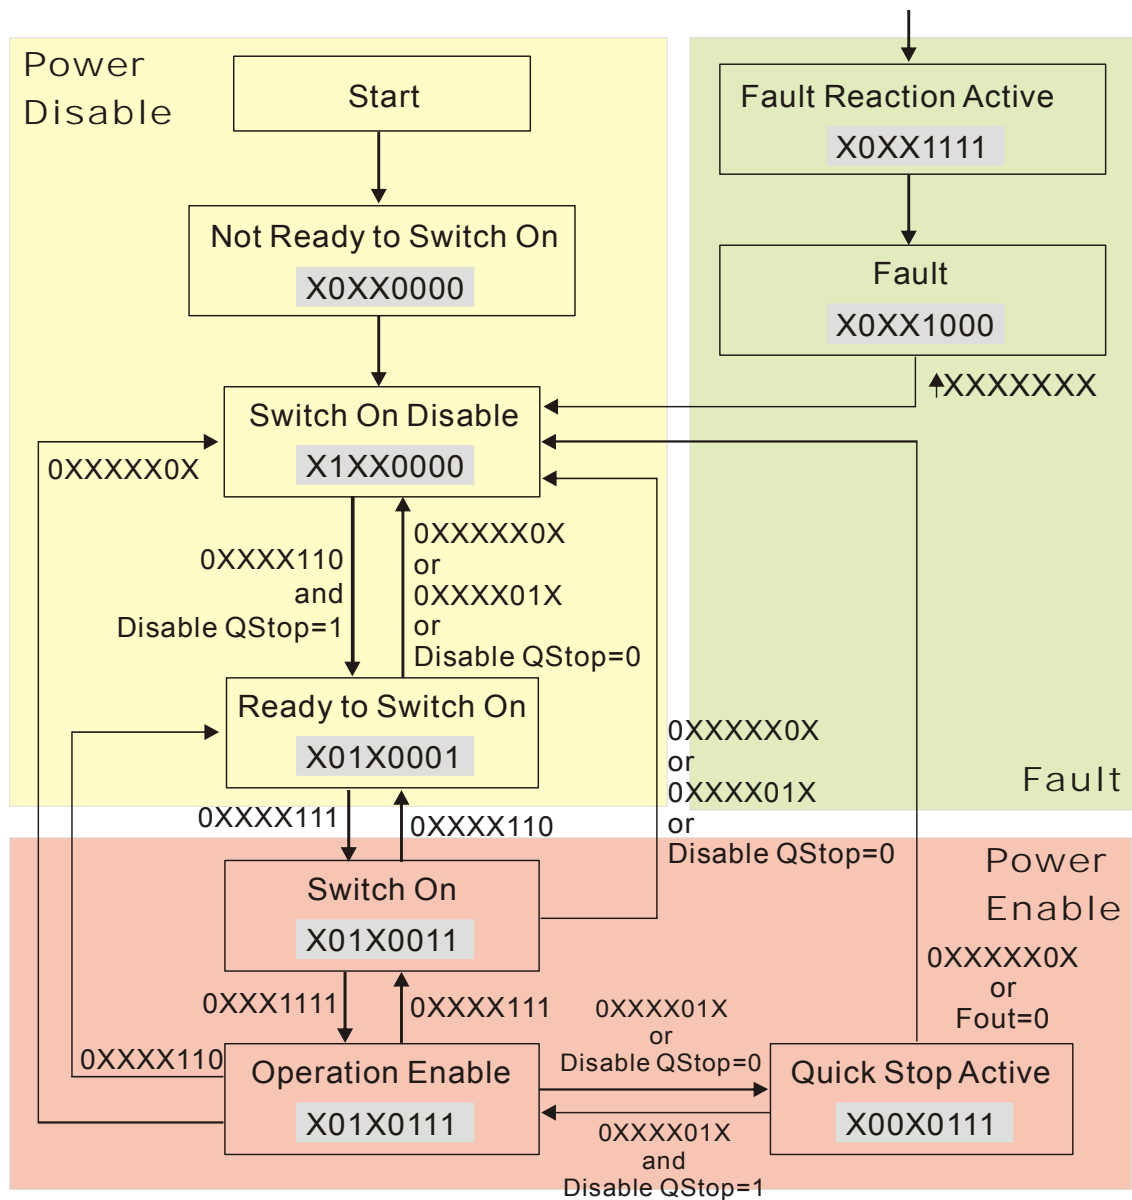 Power
Disable
Start
Not Ready to Switch On
X0XX0000
Switch On Disable
X1XX0000
0XXXXX0X
0XXXX110
and
Disable QStop=1
0XXXXX0X
or
0XXXX01X
or
Disable QStop=0
Ready to Switch On
X01X0001
0XXXX111
0XXXX110
Fault Reaction Active
X0XX1111
Fault
X0XX1000
XXXXXXX
Fault
0XXXXX0X
or
0XXXX01X
or
Disable QStop=0
Power
Enable
Switch On
X01X0011
0XXX1111
0XXXX111
0XXXX110
Operation Enable
X01X0111
0XXXX01X
or
Disable QStop=0
0XXXX01X
and
Disable QStop=1
0XXXXX0X
or
Fout=0
Quick Stop Active
X00X0111